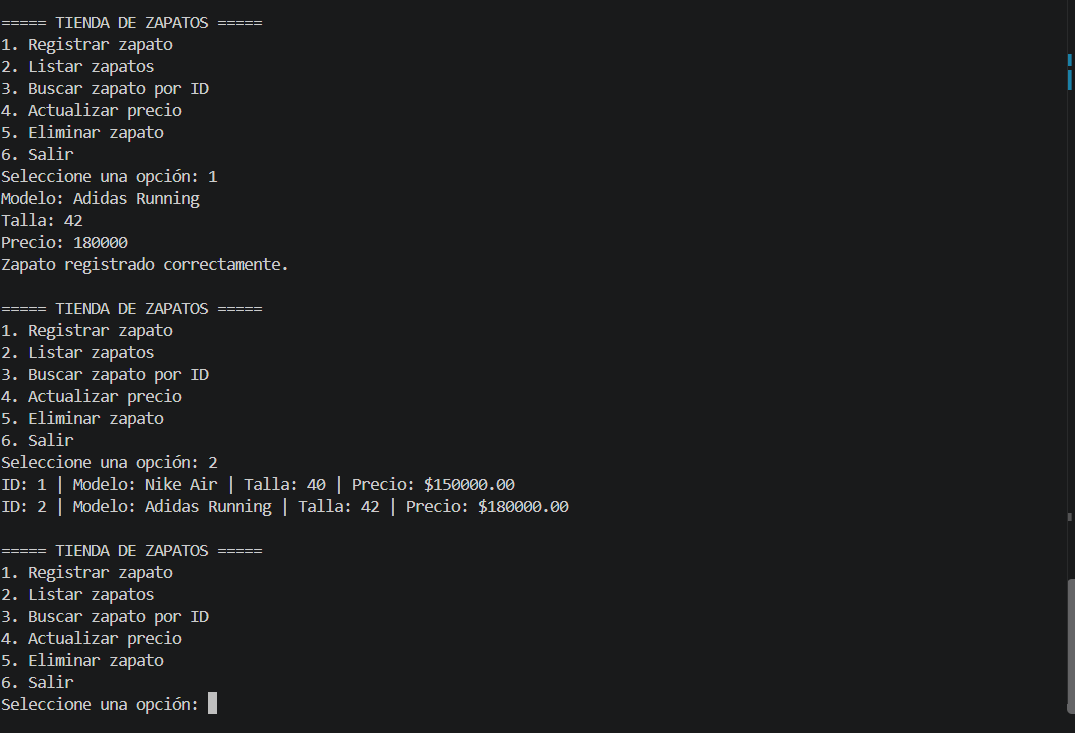 ===== TIENDA DE ZAPATOS =====
1. Registrar zapato
2. Listar zapatos
3. Buscar zapato por ID
4. Actualizar precio
5. Eliminar zapato
6. Salir
Seleccione una opción: 1
Modelo: Adidas Running
Talla: 42
Precio: 180000
Zapato registrado correctamente.

===== TIENDA DE ZAPATOS =====
1. Registrar zapato
2. Listar zapatos
3. Buscar zapato por ID
4. Actualizar precio
5. Eliminar zapato
6. Salir
Seleccione una opción: 2
ID: 1 | Modelo: Nike Air | Talla: 40 | Precio: $150000.00
ID: 2 | Modelo: Adidas Running | Talla: 42 | Precio: $180000.00

===== TIENDA DE ZAPATOS =====
1. Registrar zapato
2. Listar zapatos
3. Buscar zapato por ID
4. Actualizar precio
5. Eliminar zapato
6. Salir
Seleccione una opción: